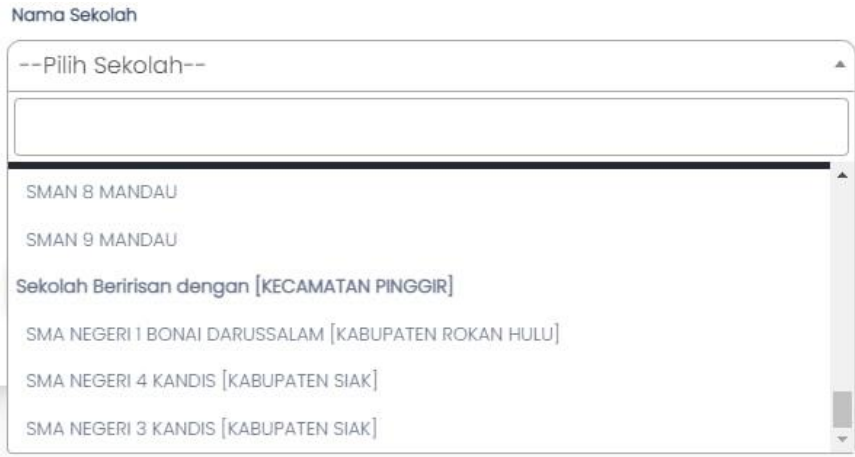 Nama Sekolah
--Pilih Sekolah--
SMAN 8 MANDAU
SMAN 9 MANDAU
Sekolah Beririsan dengan [KECAMATAN PINGGIR]
SMA NEGERI 1 BONAI DARUSSALAM [KABUPATEN ROKAN HULU]
SMA NEGERI 4 KANDIS [KABUPATEN SIAK]
SMA NEGERI 3 KANDIS [KABUPATEN SIAK]